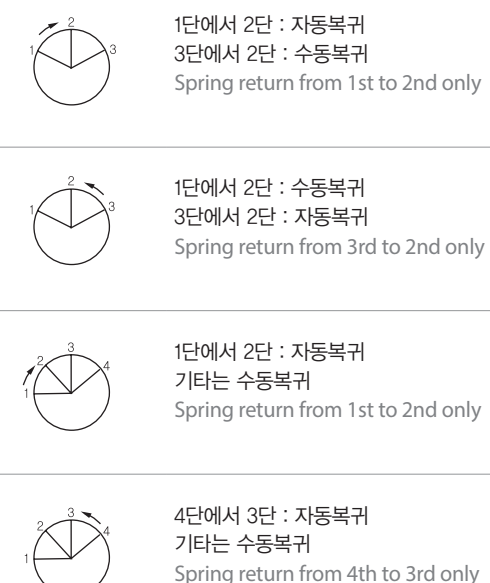 2
1
3
1단에서 2단 : 자동복귀
3단에서 2단 : 수동복귀
Spring return from 1st to 2nd only
2
1
3
1단에서 2단 : 수동복귀
3단에서 2단 : 자동복귀
Spring return from 3rd to 2nd only
3
2
4
1
1단에서 2단 : 자동복귀
기타는 수동복귀
Spring return from 1st to 2nd only
3
2
4
1
4단에서 3단 : 자동복귀
기타는 수동복귀
Spring return from 4th to 3rd only